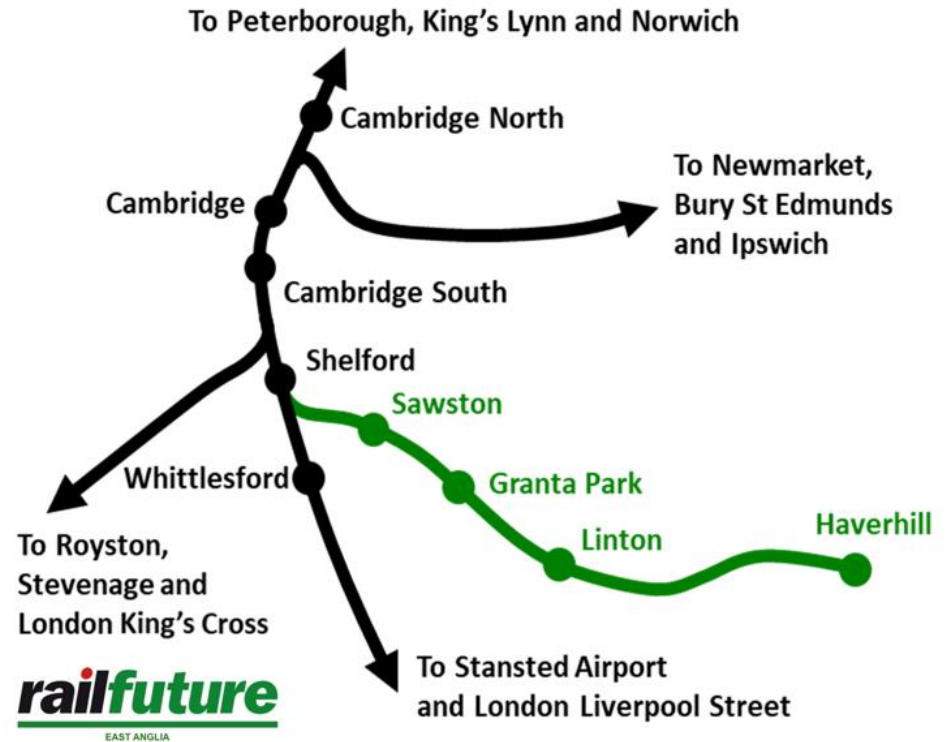 To Peterborough, King's Lynn and Norwich
Cambridge North
To Newmarket,
Bury St Edmunds
and Ipswich
Cambridge
Cambridge South
Shelford
Sawston
Whittlesford
Granta Park
Haverhill
Linton
To Royston,
Stevenage and
London King's Cross
To Stansted Airport
and London Liverpool Street
railfuture
EAST ANGLIA